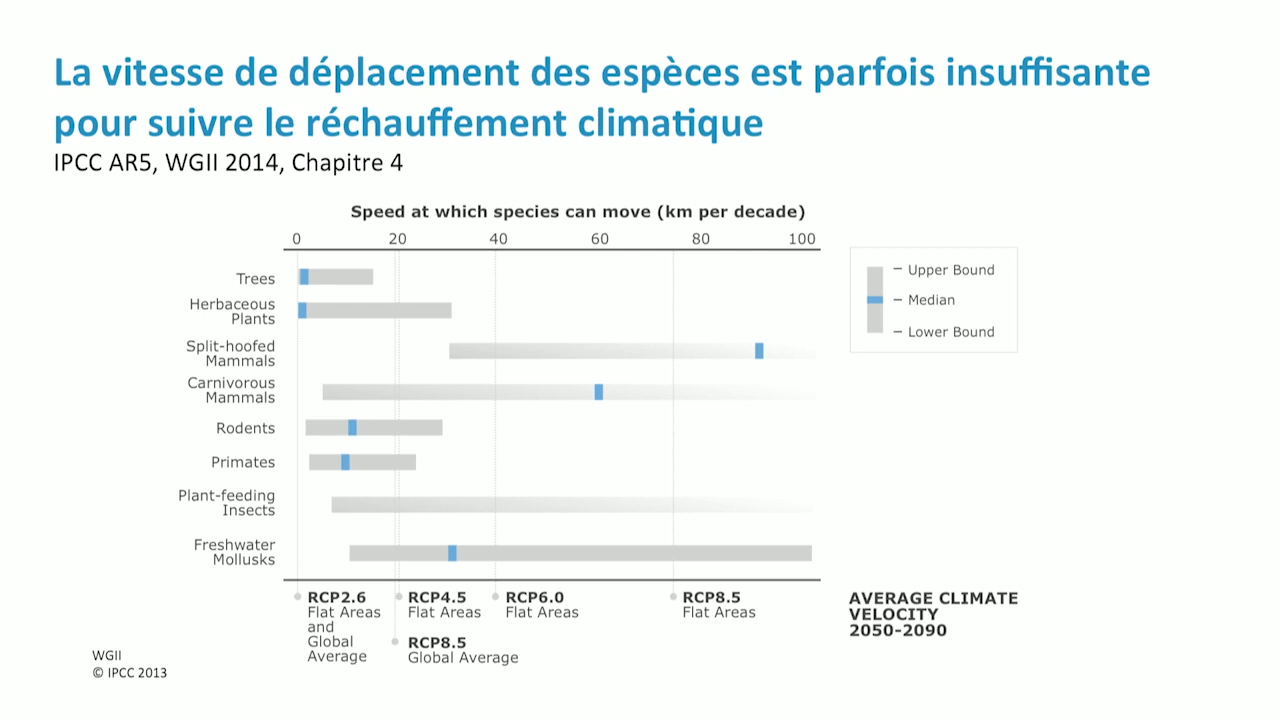 La vitesse de déplacement des espèces est parfois insuffisante
pour suivre le réchauffement climatique
IPCC AR5, WGII 2014, Chapitre 4
Speed at which species can move (km per decade)
0 20 40 60 80 100
Trees
Herbaceous
Plants
Split-hoofed
Mammals
Carnivorous
Mammals
Rodents
Primates
Plant-feeding
Insects
Freshwater
Mollusks
Upper Bound
Median
Lower Bound
RCP2.6
Flat Areas
and
Global
Average
RCP4.5
Flat Areas
RCP8.5
Global Average
RCP6.0
Flat Areas
RCP8.5
Flat Areas
AVERAGE CLIMATE
VELOCITY
2050-2090
WGII
© IPCC 2013